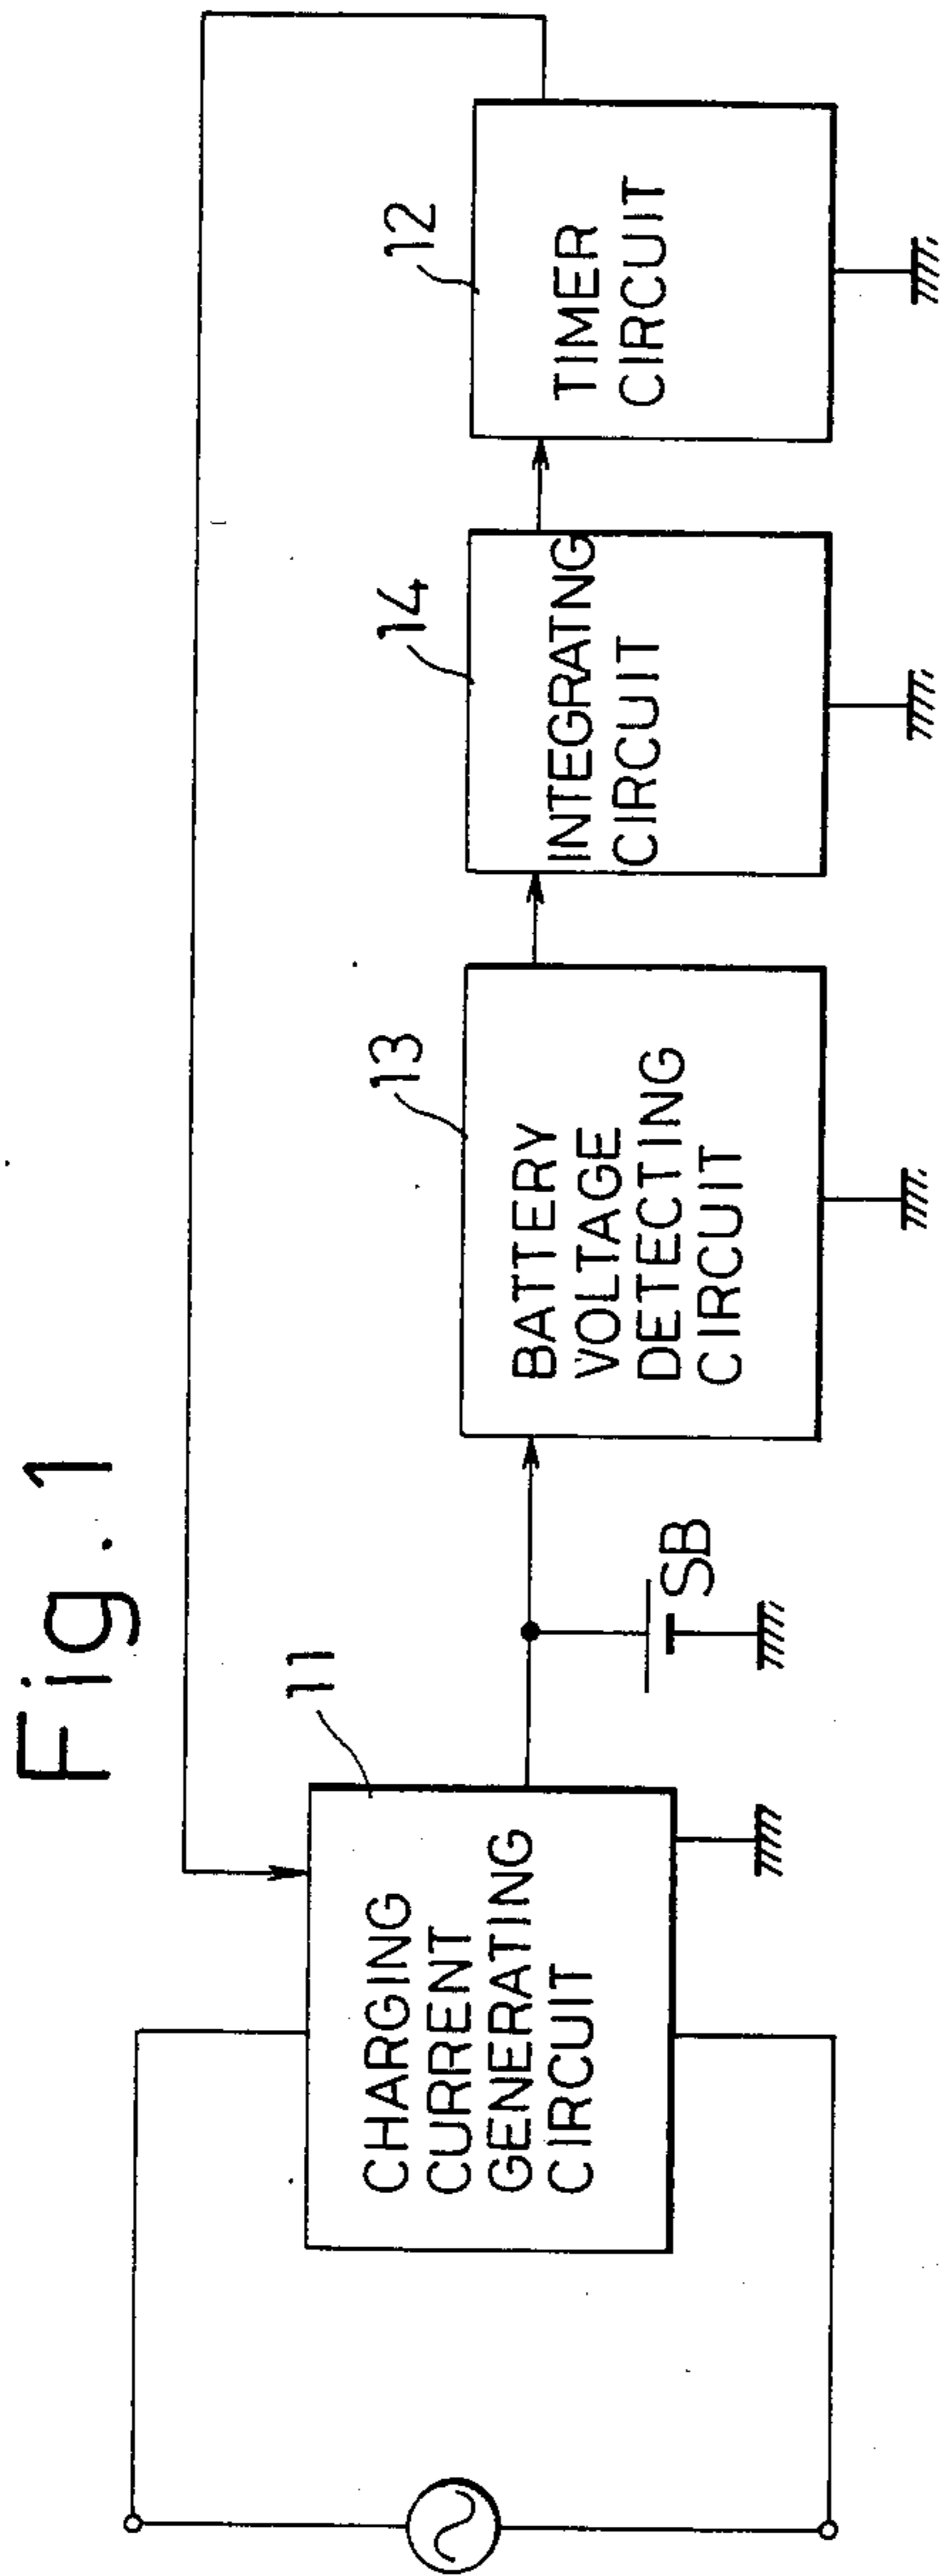 Fig. 1
11
CHARGING
CURRENT
GENERATING
CIRCUIT
SB
13
BATTERY
VOLTAGE
DETECTING
CIRCUIT
14
INTEGRATNG
CIRCUIT
12
TIMER
CIRCUIT